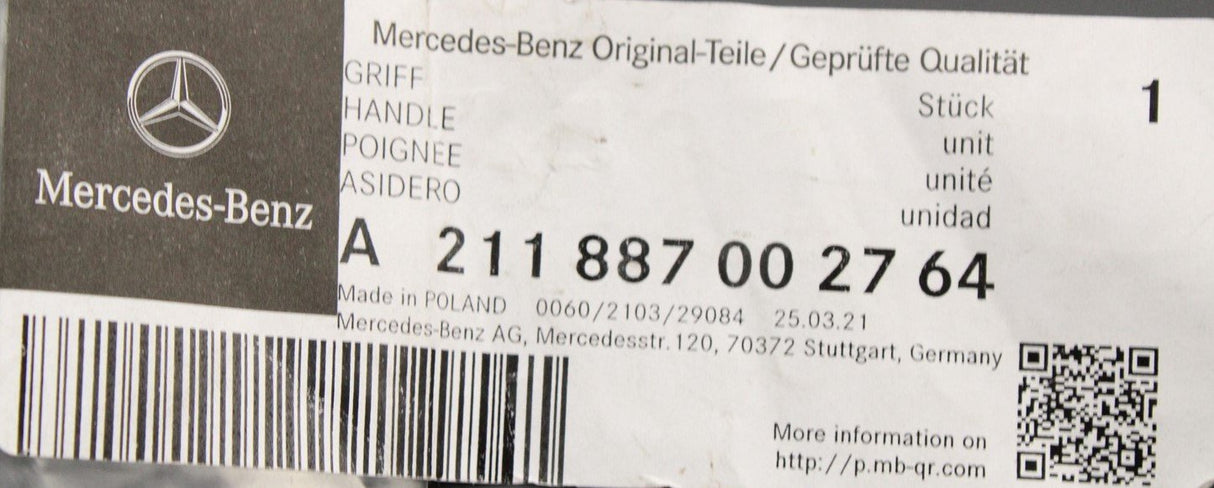 Mercedes-Benz
Mercedes-Benz Original-Teile/Geprüfte Qualität
GRIFF
HANDLE
POIGNÉE
ASIDERO
Stück
unit
unité
unidad
1
A 211 887 00 27 64
Made in POLAND 0060/2103/29084 25.03.21
Mercedes-Benz AG, Mercedesstr. 120, 70372 Stuttgart, Germany
More information on
http://p.mb-qr.com